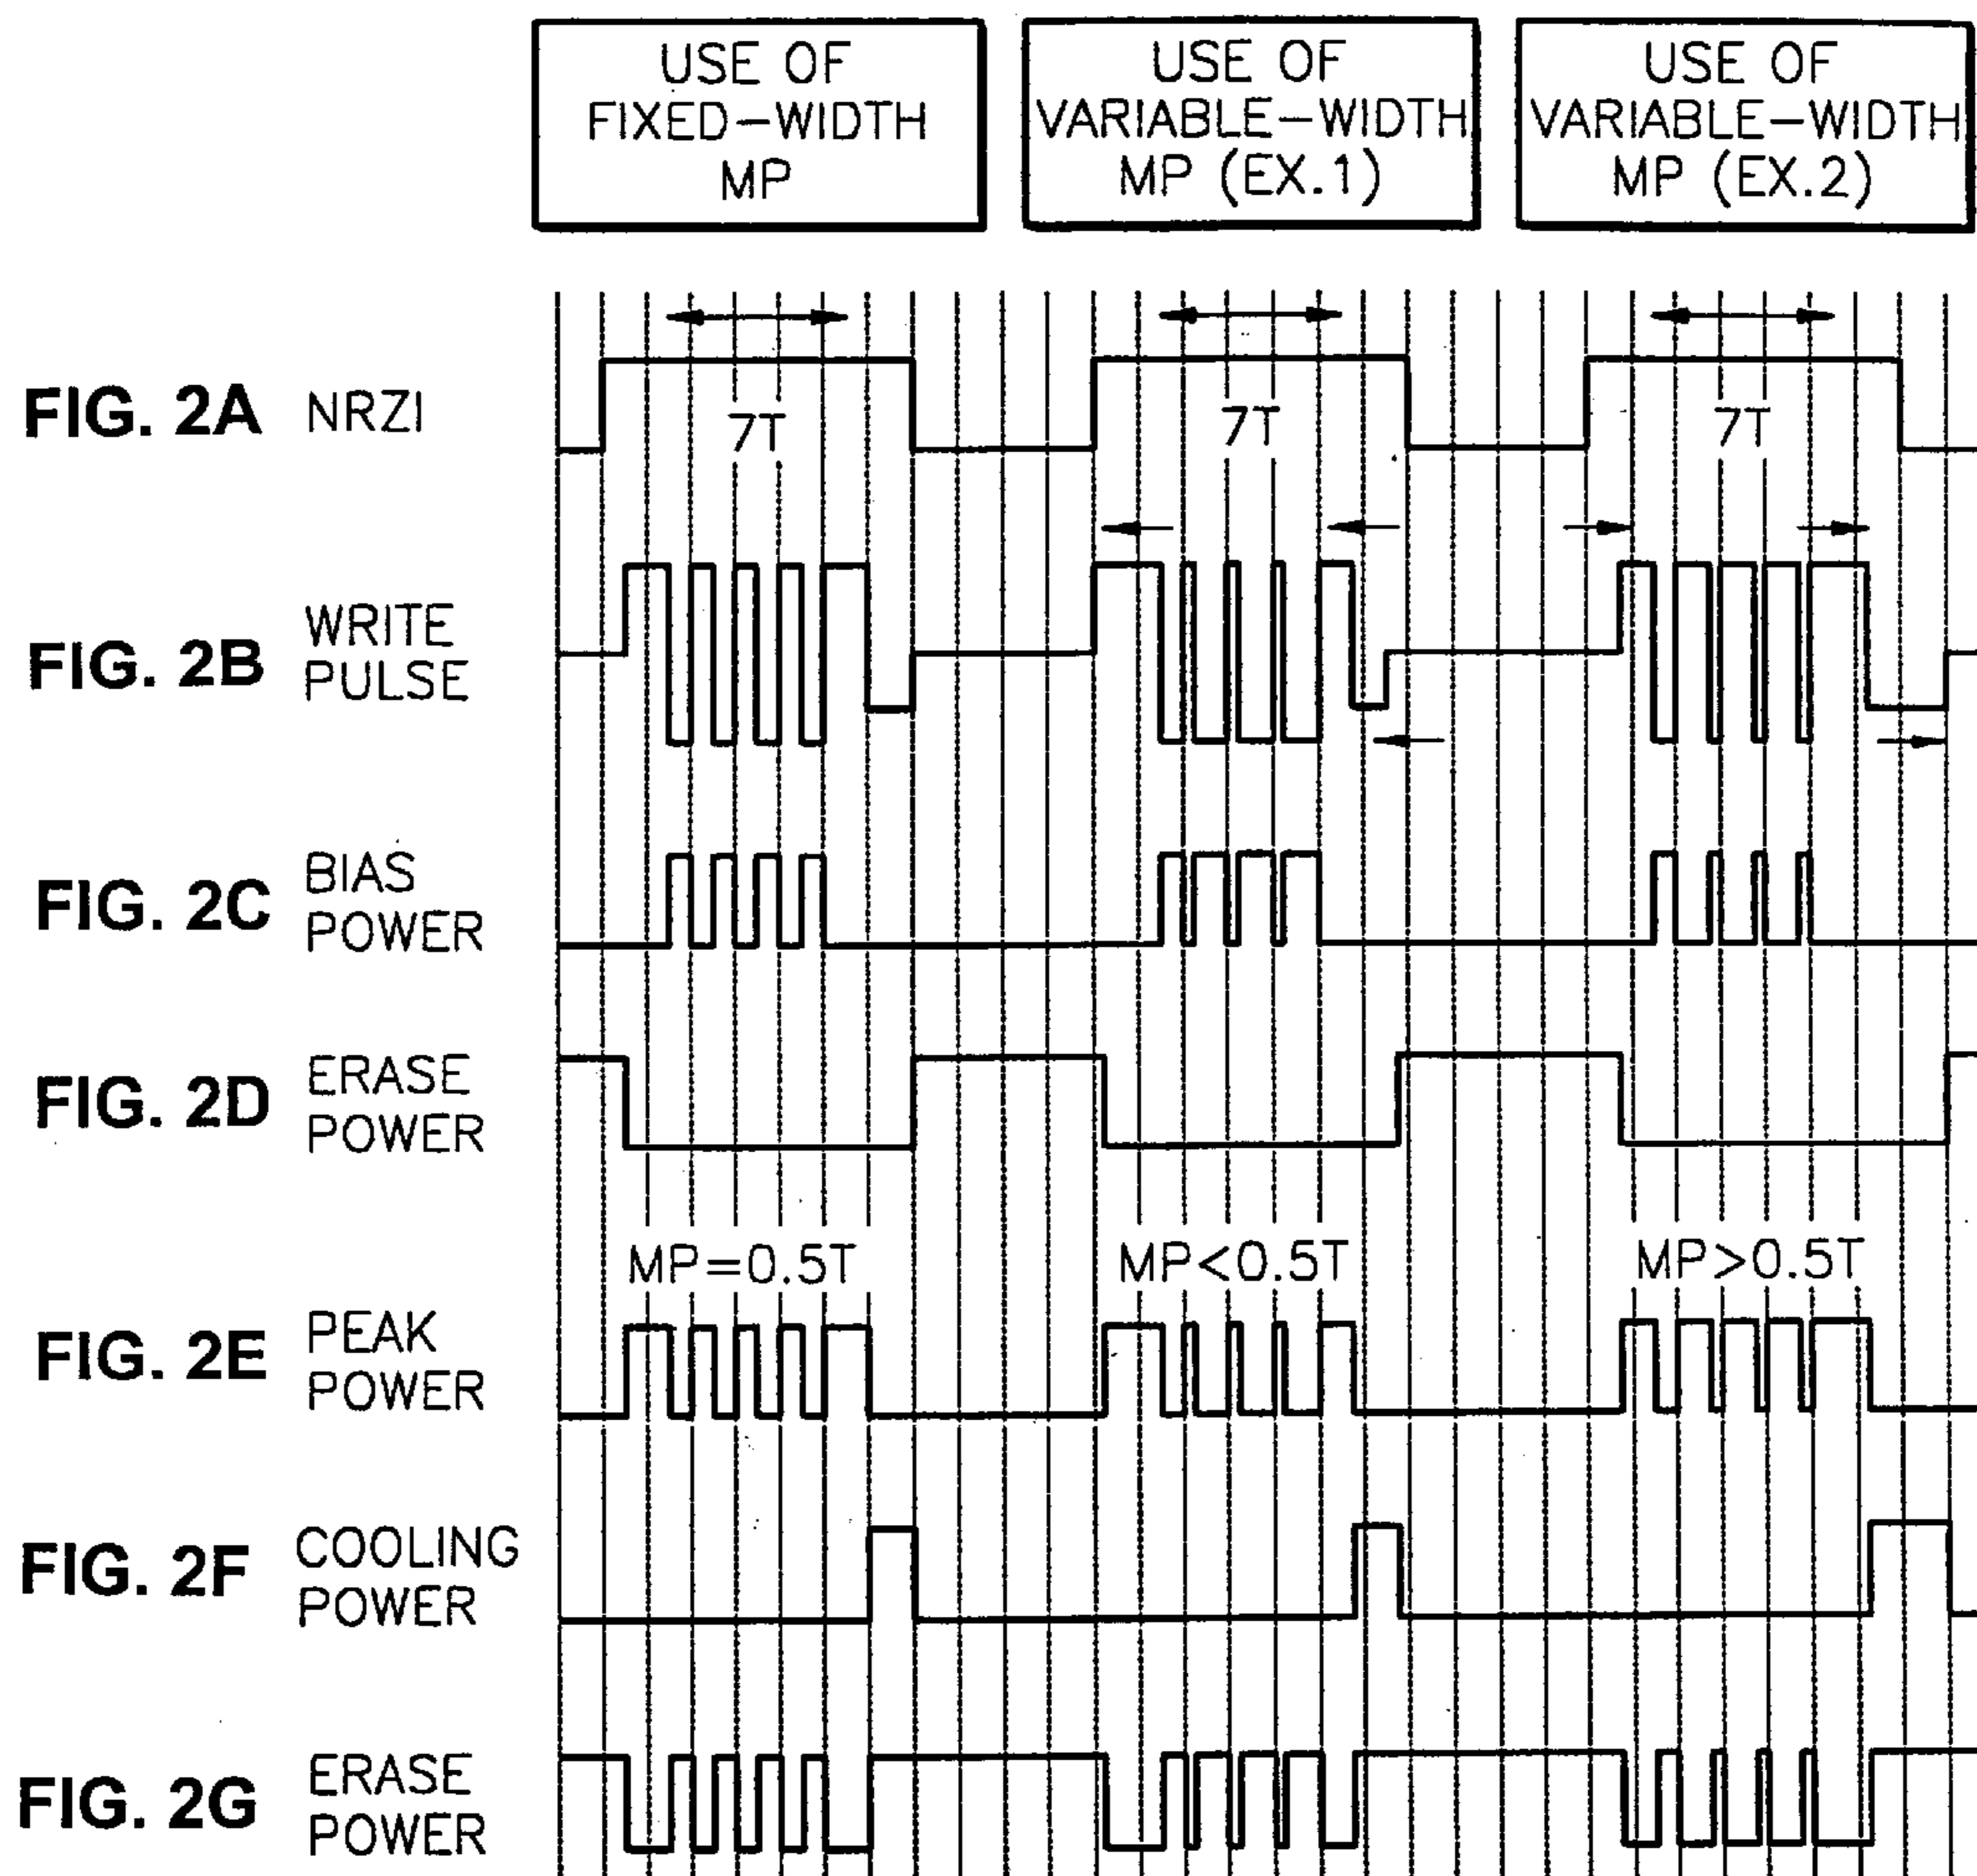 USE OF
FIXED-WIDTH
MP
USE OF
VARIABLE-WIDTH
MP (EX.1)
USE OF
VARIABLE-WIDTH
MP (EX.2)
FIG. 2A NRZI 7T 7T 7T
FIG. 2B WRITE
PULSE
FIG. 2C BIAS
POWER
FIG. 2D ERASE
POWER
MP=0.5T MP<0.5T MP>0.5T
FIG. 2E PEAK
POWER
FIG. 2F COOLING
POWER
FIG. 2G ERASE
POWER